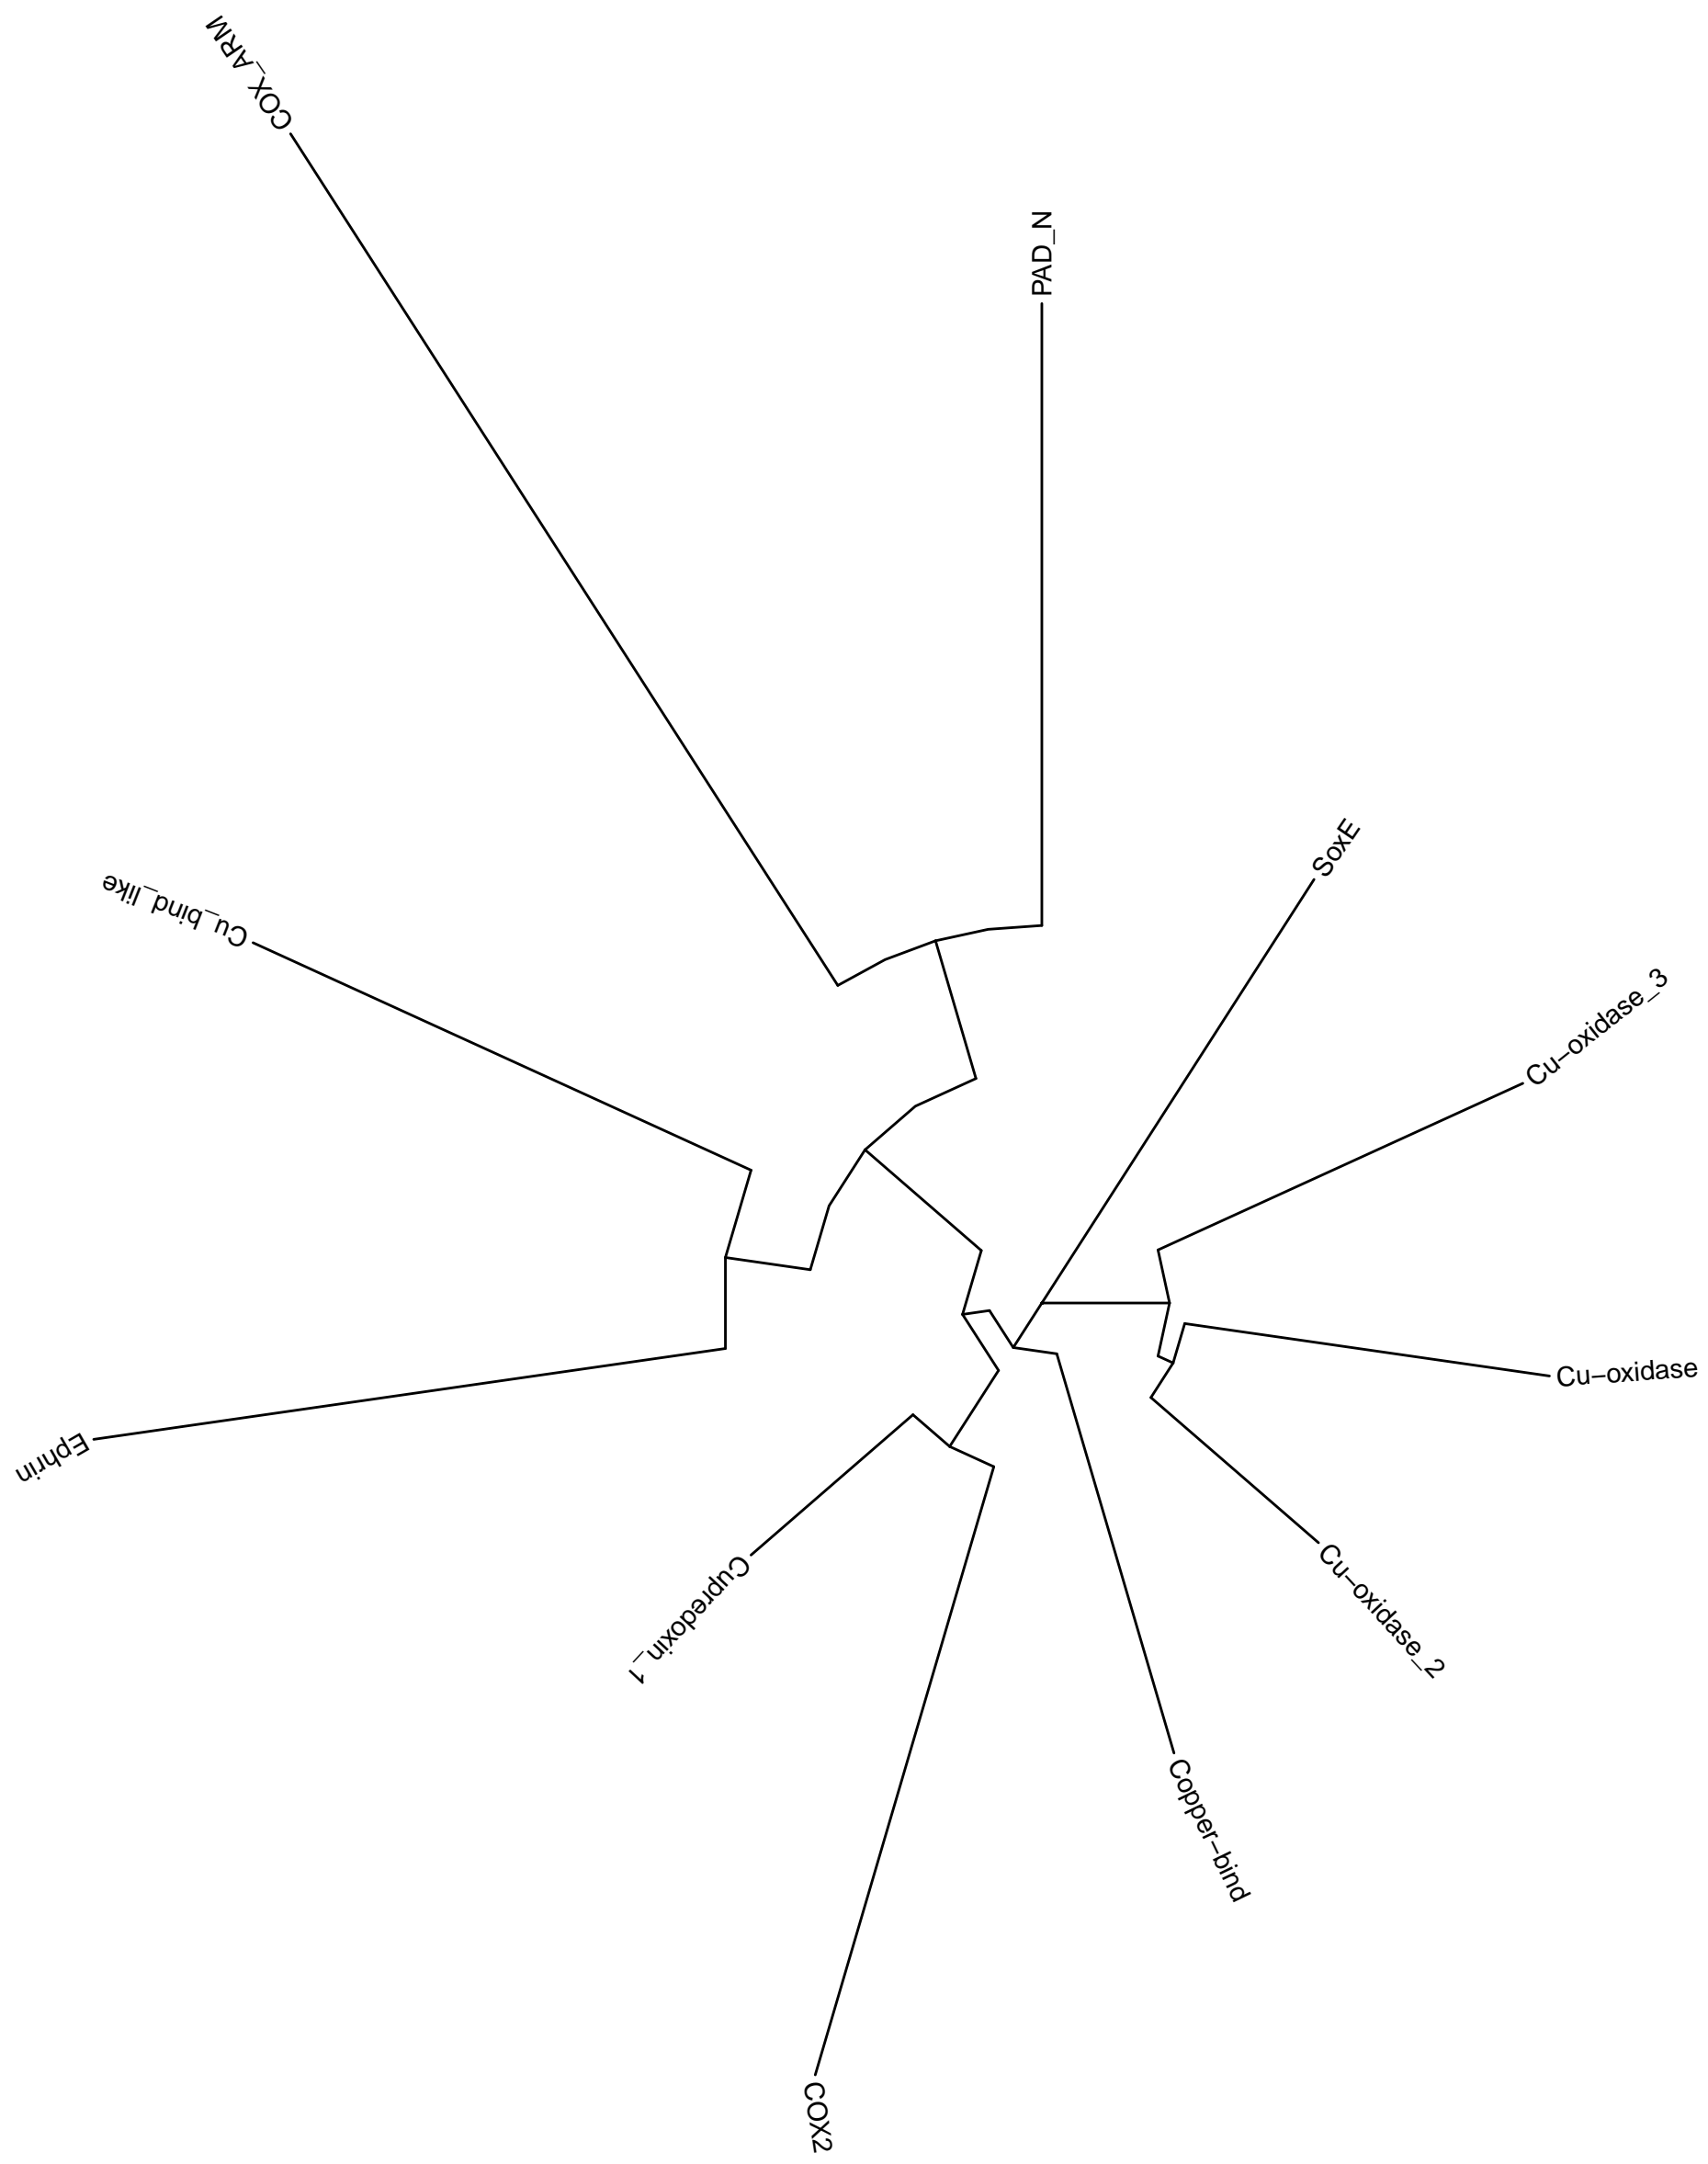 COX_ARM
PAD_N
SoxE
Cu_bind_like
Cu−oxidase_3
Cu−oxidase
Ephrin
Cu−oxidase_2
Cupredoxin_1
Copper−bind
COX2